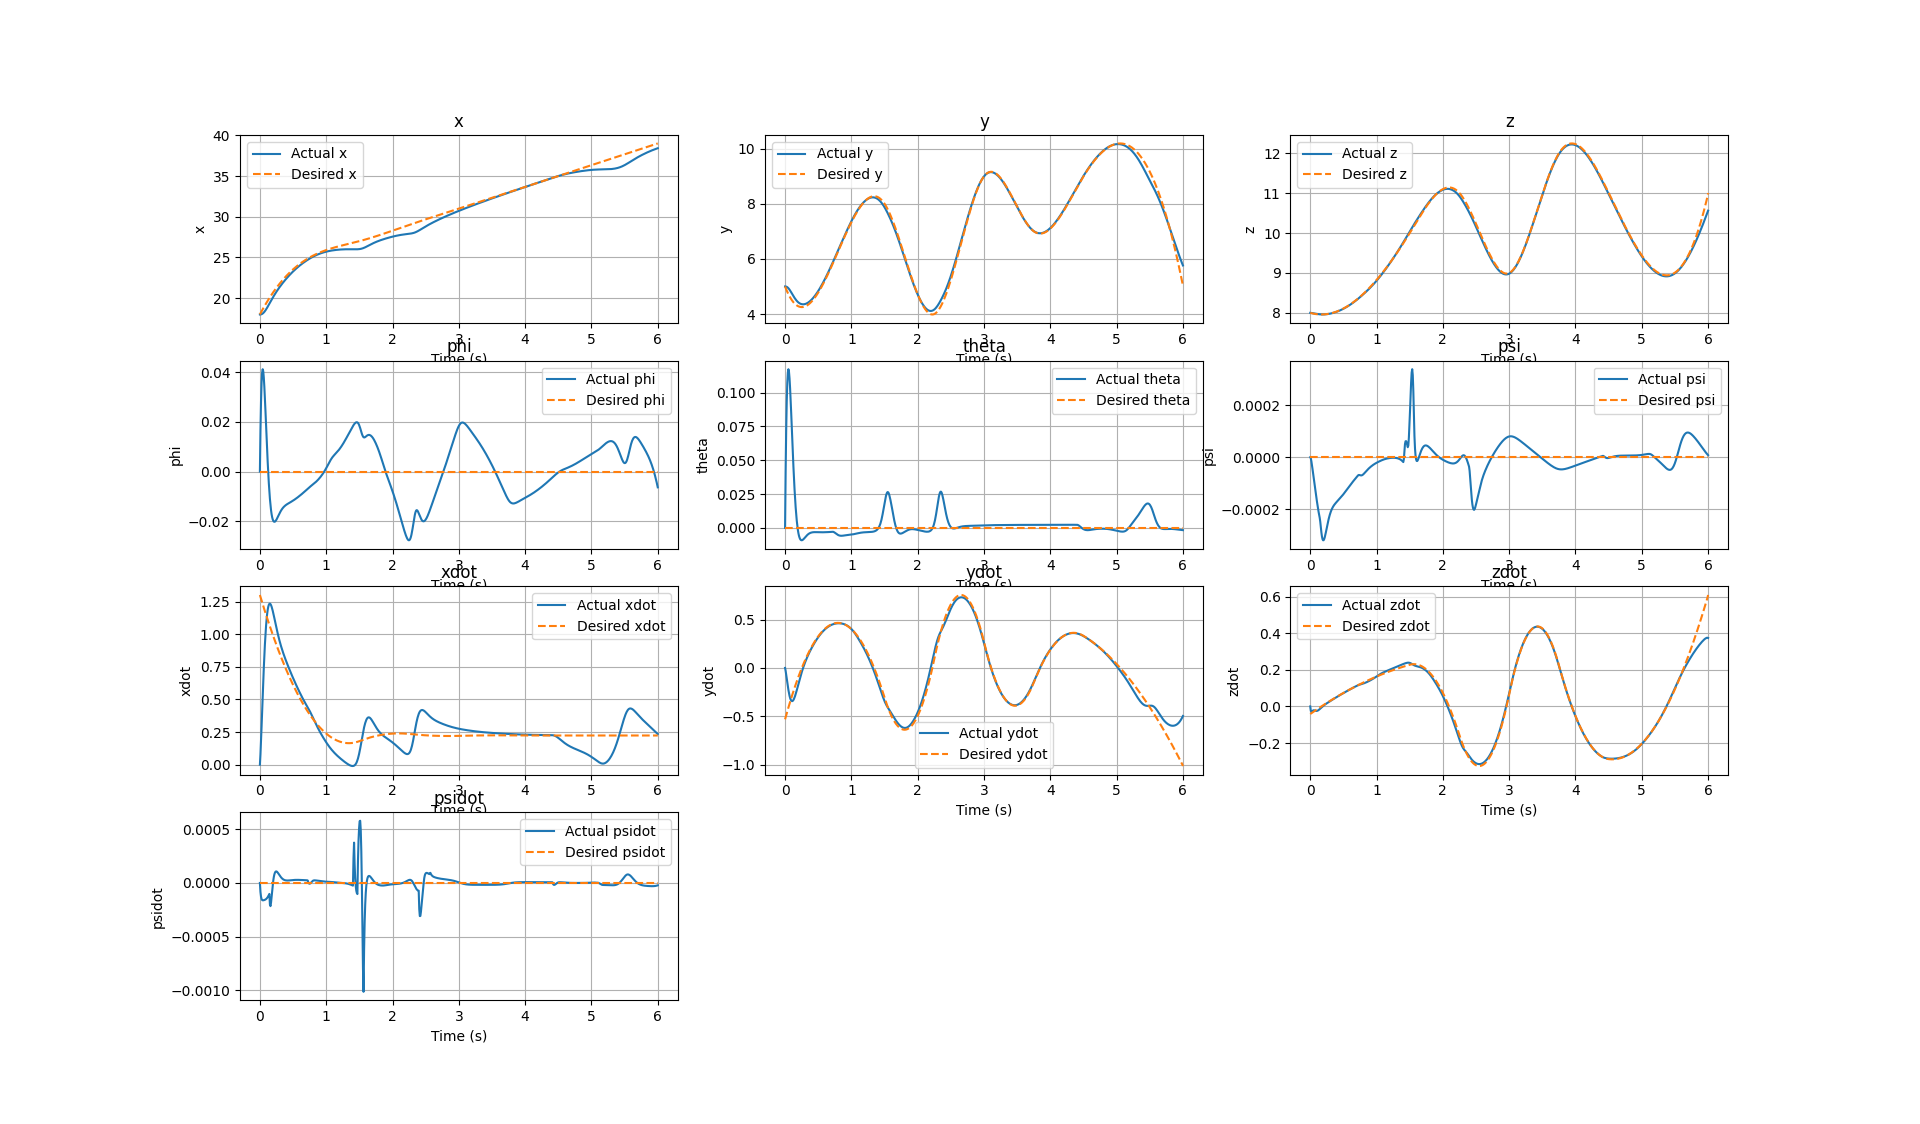 x
40
35
30
25
20
x
Actual x
Desired x
0 1 2 3 4 5 6
Time (s)
y
10
8
6
4
y
Actual y
Desired y
0 1 2 3 4 5 6
Time (s)
z
12
11
10
9
8
z
Actual z
Desired z
0 1 2 3 4 5 6
Time (s)
phi
0.04
0.02
0.00
−0.02
phi
Actual phi
Desired phi
0 1 2 3 4 5 6
Time (s)
theta
0.100
0.075
0.050
0.025
0.000
theta
Actual theta
Desired theta
0 1 2 3 4 5 6
Time (s)
psi
0.0002
0.0000
−0.0002
psi
Actual psi
Desired psi
0 1 2 3 4 5 6
Time (s)
xdot
1.25
1.00
0.75
0.50
0.25
0.00
xdot
Actual xdot
Desired xdot
0 1 2 3 4 5 6
Time (s)
ydot
0.5
0.0
−0.5
−1.0
ydot
Actual ydot
Desired ydot
0 1 2 3 4 5 6
Time (s)
zdot
0.6
0.4
0.2
0.0
−0.2
zdot
Actual zdot
Desired zdot
0 1 2 3 4 5 6
Time (s)
psidot
0.0005
0.0000
−0.0005
−0.0010
psidot
Actual psidot
Desired psidot
0 1 2 3 4 5 6
Time (s)